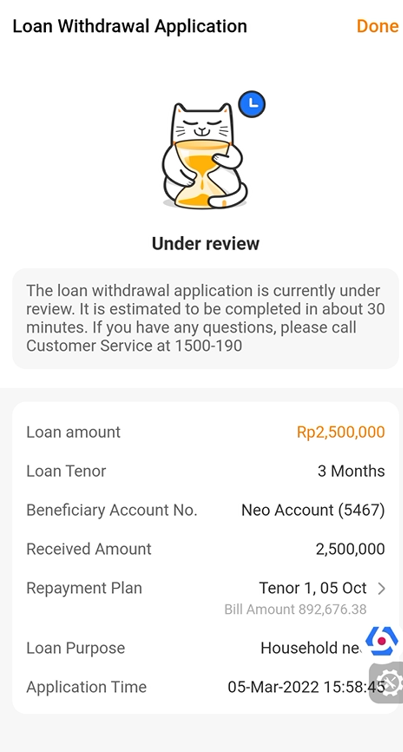 Loan Withdrawal Application Done
Under review
The loan withdrawal application is currently under
review. It is estimated to be completed in about 30
minutes. If you have any questions, please call
Customer Service at 1500-190
Loan amount Rp2,500,000
Loan Tenor 3 Months
Beneficiary Account No. Neo Account (5467)
Received Amount 2,500,000
Repayment Plan Tenor 1, 05 Oct
Bill Amount 892,676.38
Loan Purpose Household
Application Time 05-Mar-2022 15:58:45